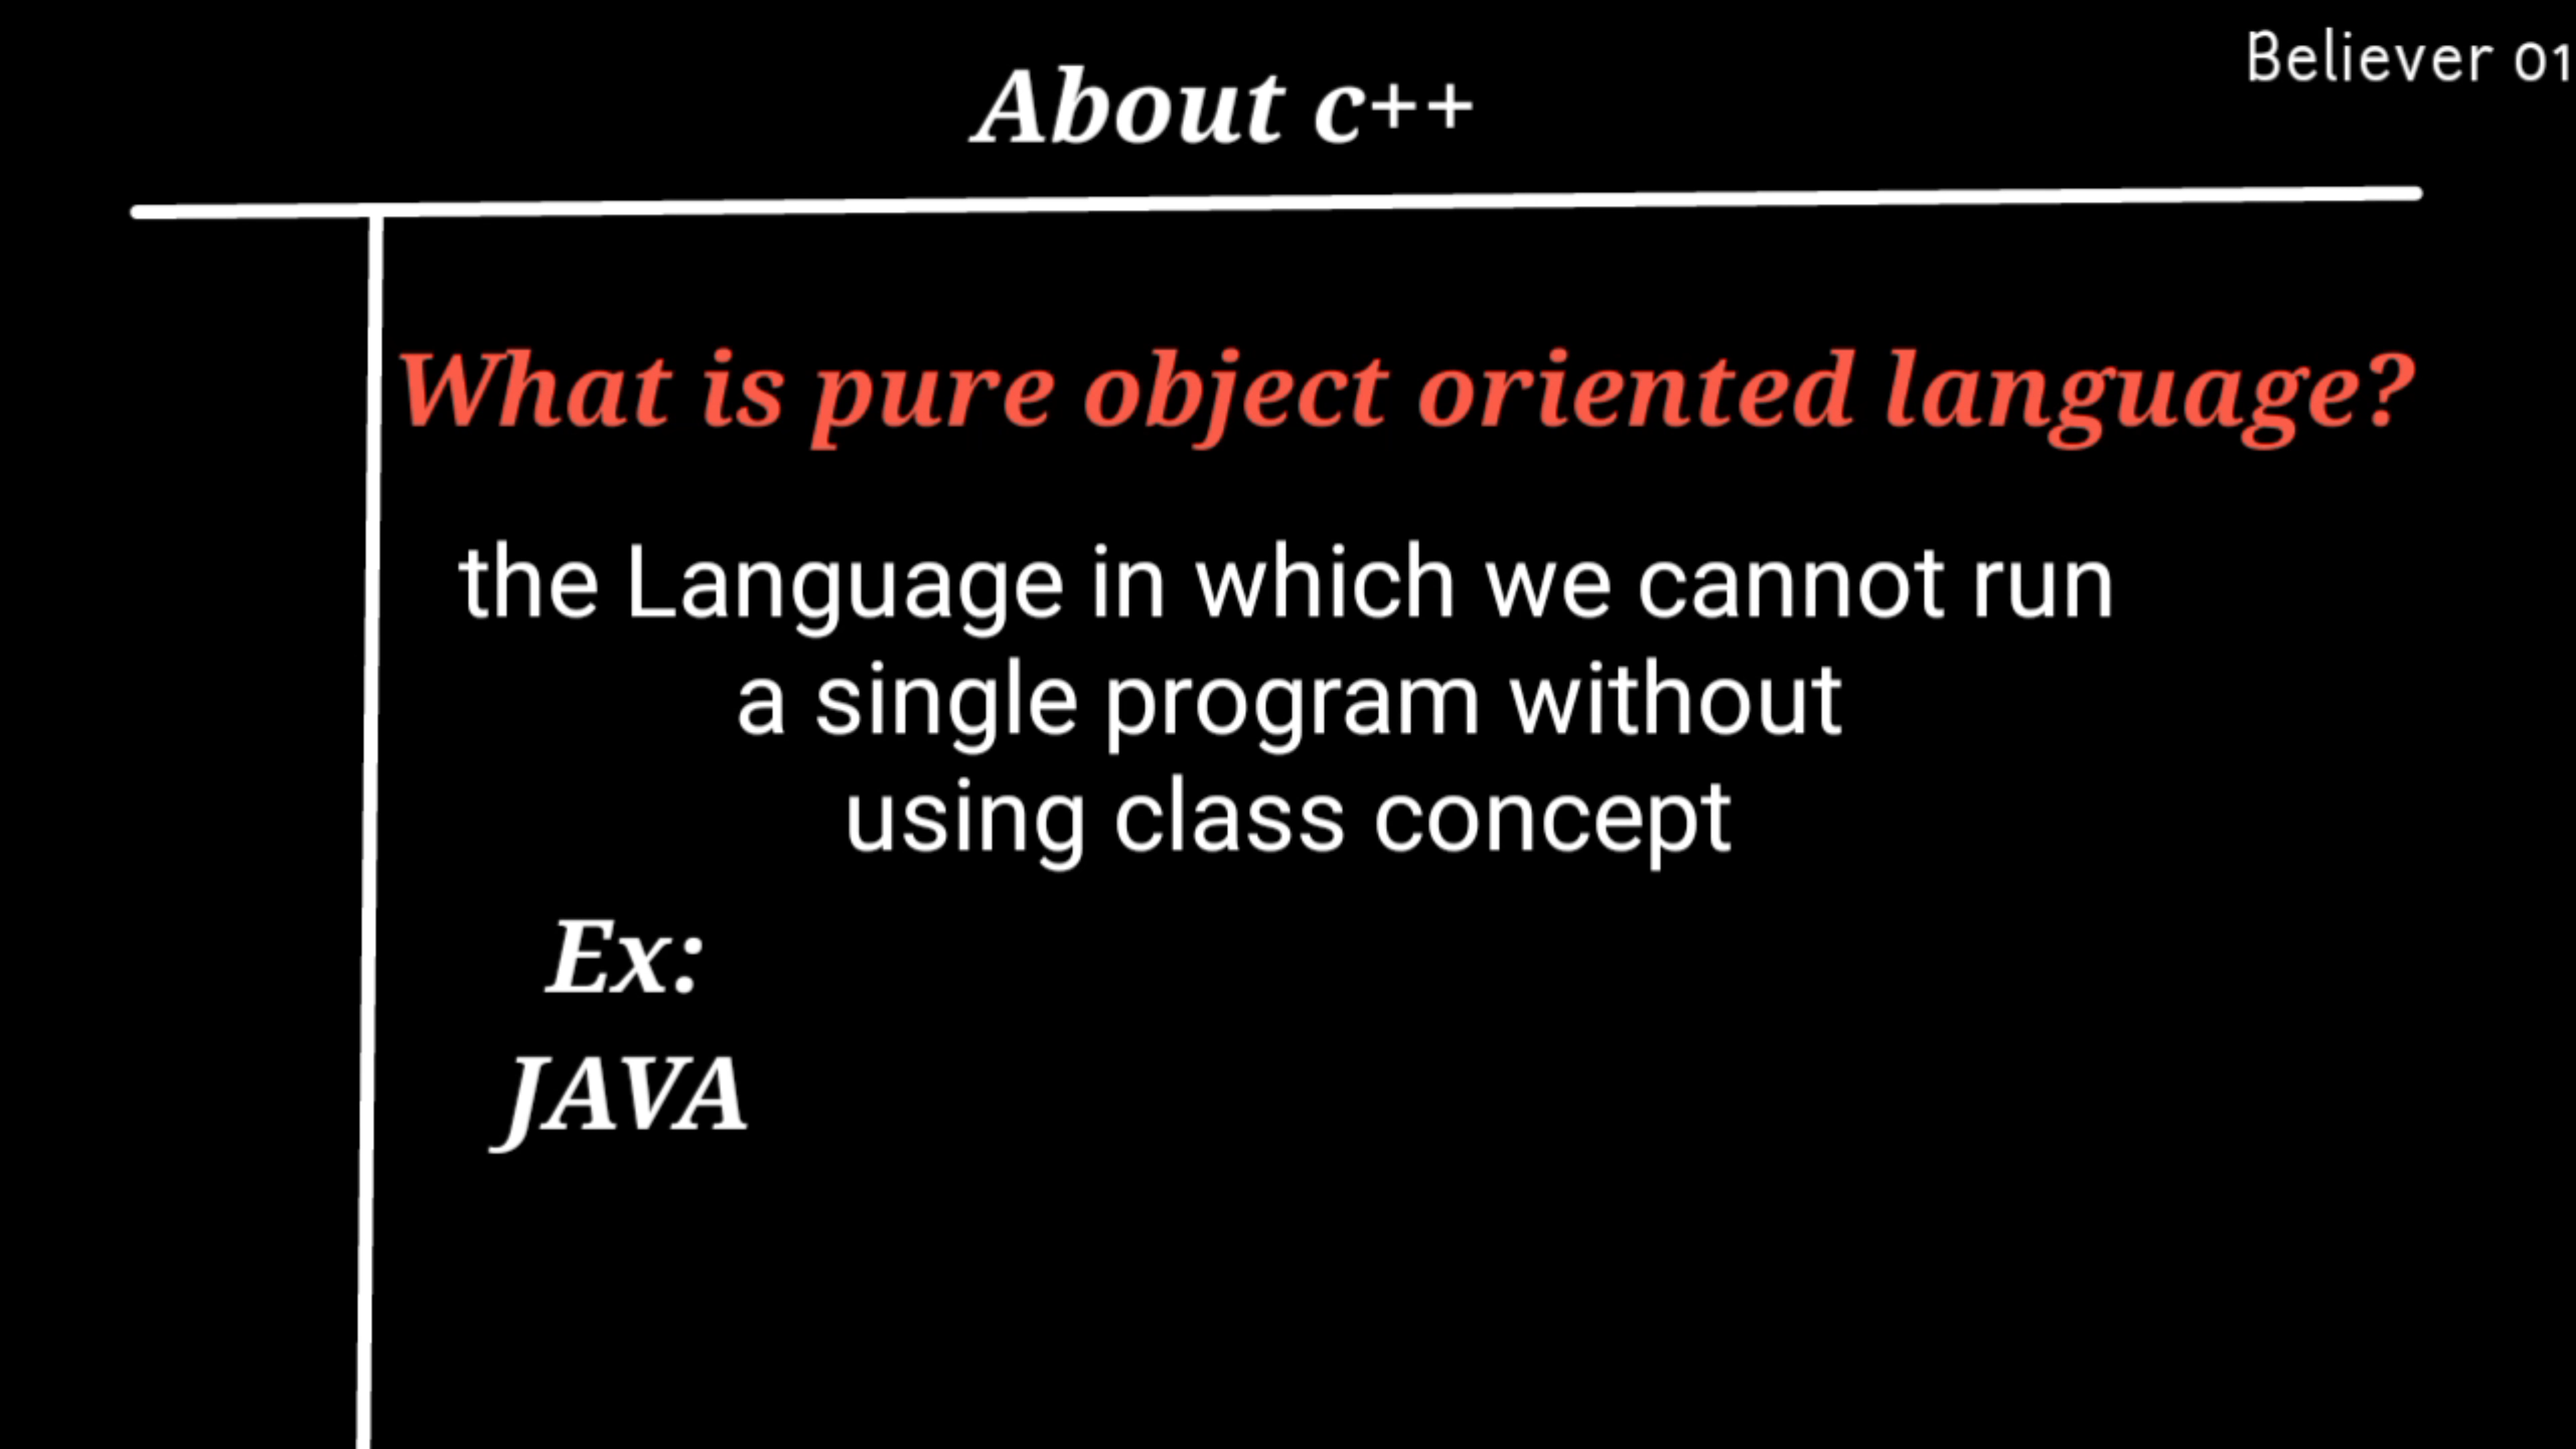 Believer 01
About c++
What is pure object oriented language?
the Language in which we cannot run
a single program without
using class concept
Ex:
JAVA